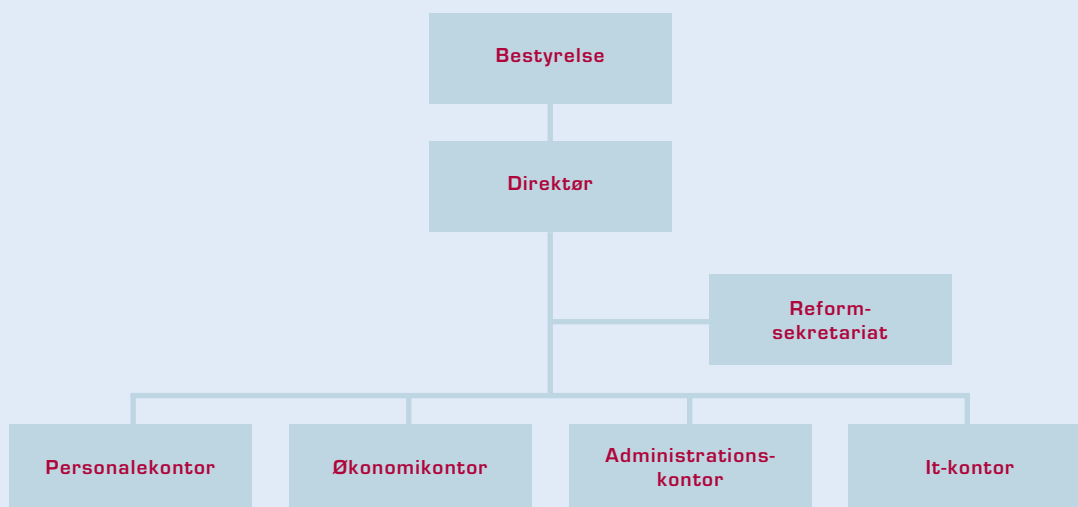 Bestyrelse
Direktør
Reform-
sekretariat
Personalekontor
Økonomikontor
Administrations-
kontor
It-kontor